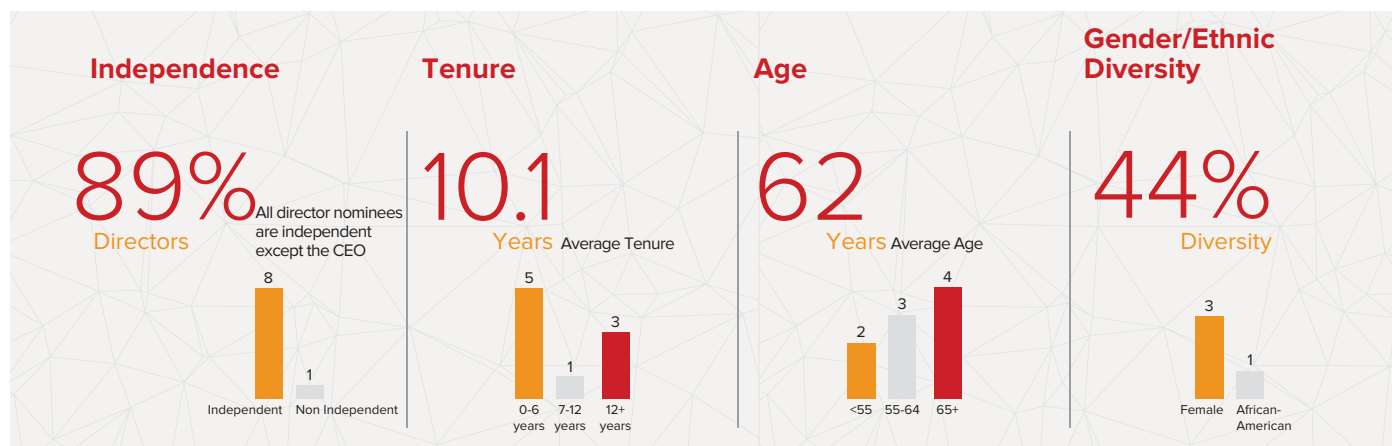 Independence
89%
Directors
All director nominees
are independent
except the CEO
8
1
Independent
Non Independent
Tenure
10.1
Years Average Tenure
5
1
3
0-6
years
7-12
years
12+
years
Age
62
Years Average Age
2
3
4
<55
55-64
65+
Gender/Ethnic
Diversity
44%
Diversity
3
1
Female
African-
American